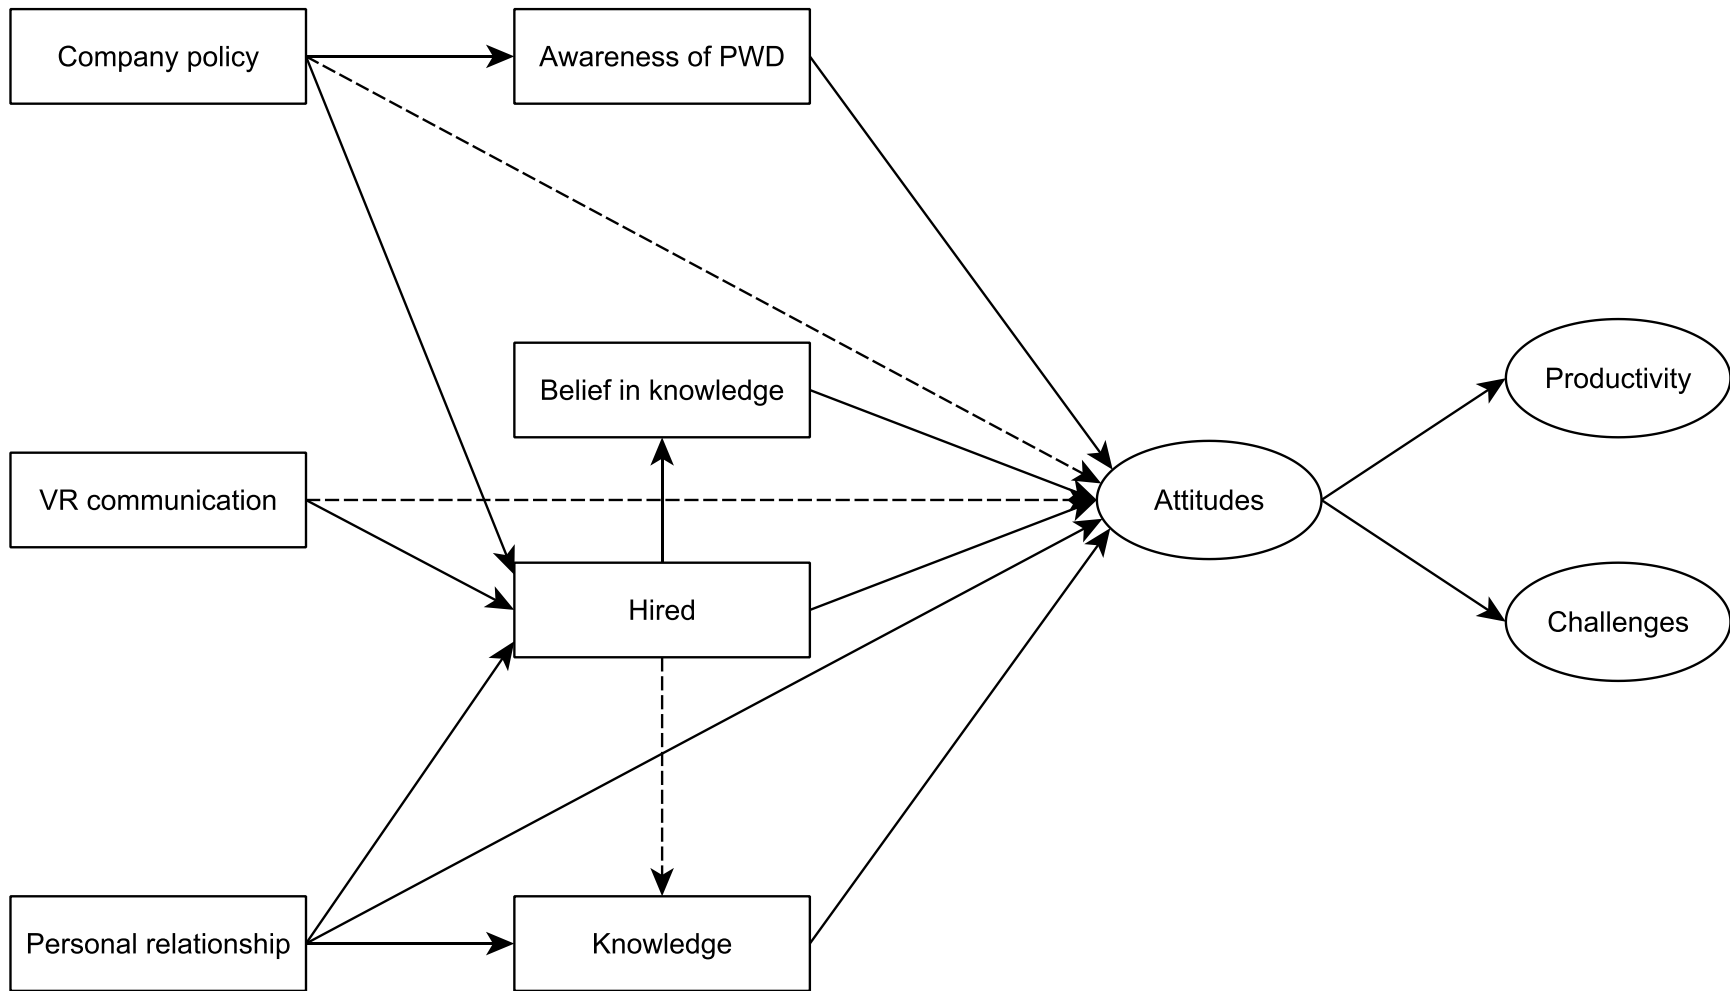 Company policy
Awareness of PWD
Belief in knowledge
Productivity
VR communication
Attitudes
Hired
Challenges
Personal relationship
Knowledge